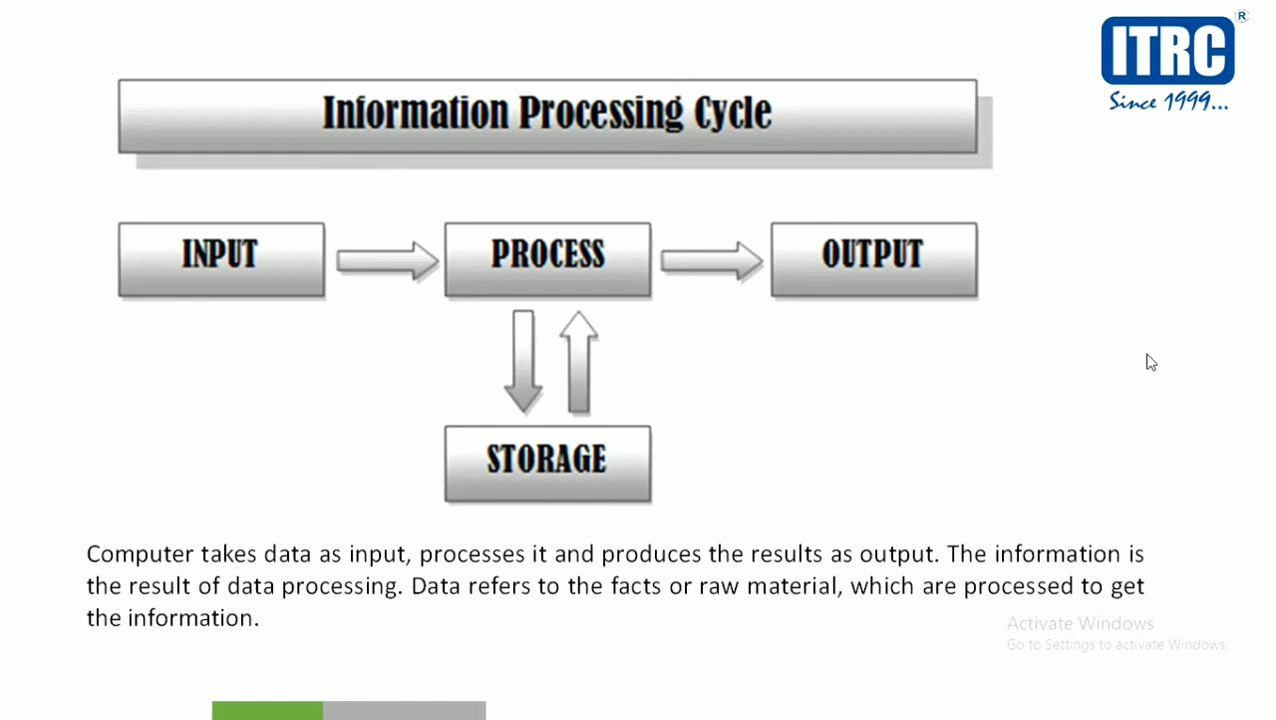 ITRC
®
Since 1999...
Information Processing Cycle
INPUT
PROCESS
OUTPUT
STORAGE
Computer takes data as input, processes it and produces the results as output. The information is
the result of data processing. Data refers to the facts or raw material, which are processed to get
the information.
Activate Windows
Go to Settings to activate Windows.